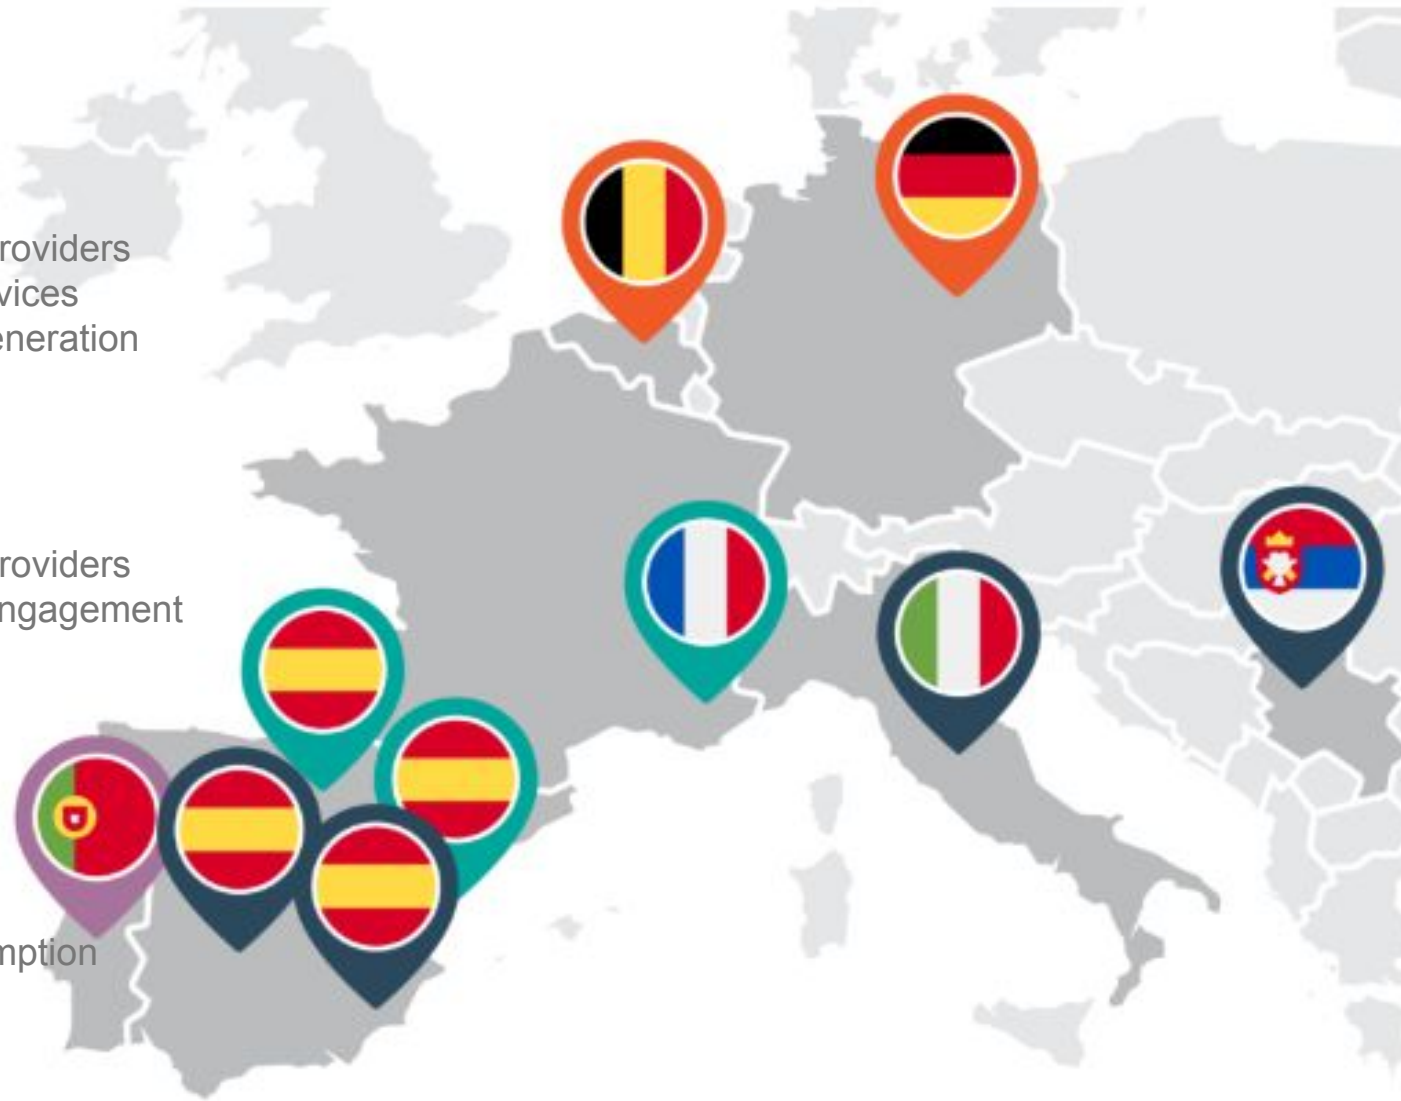 roviders
vices
eneration
roviders
ngagement
mption